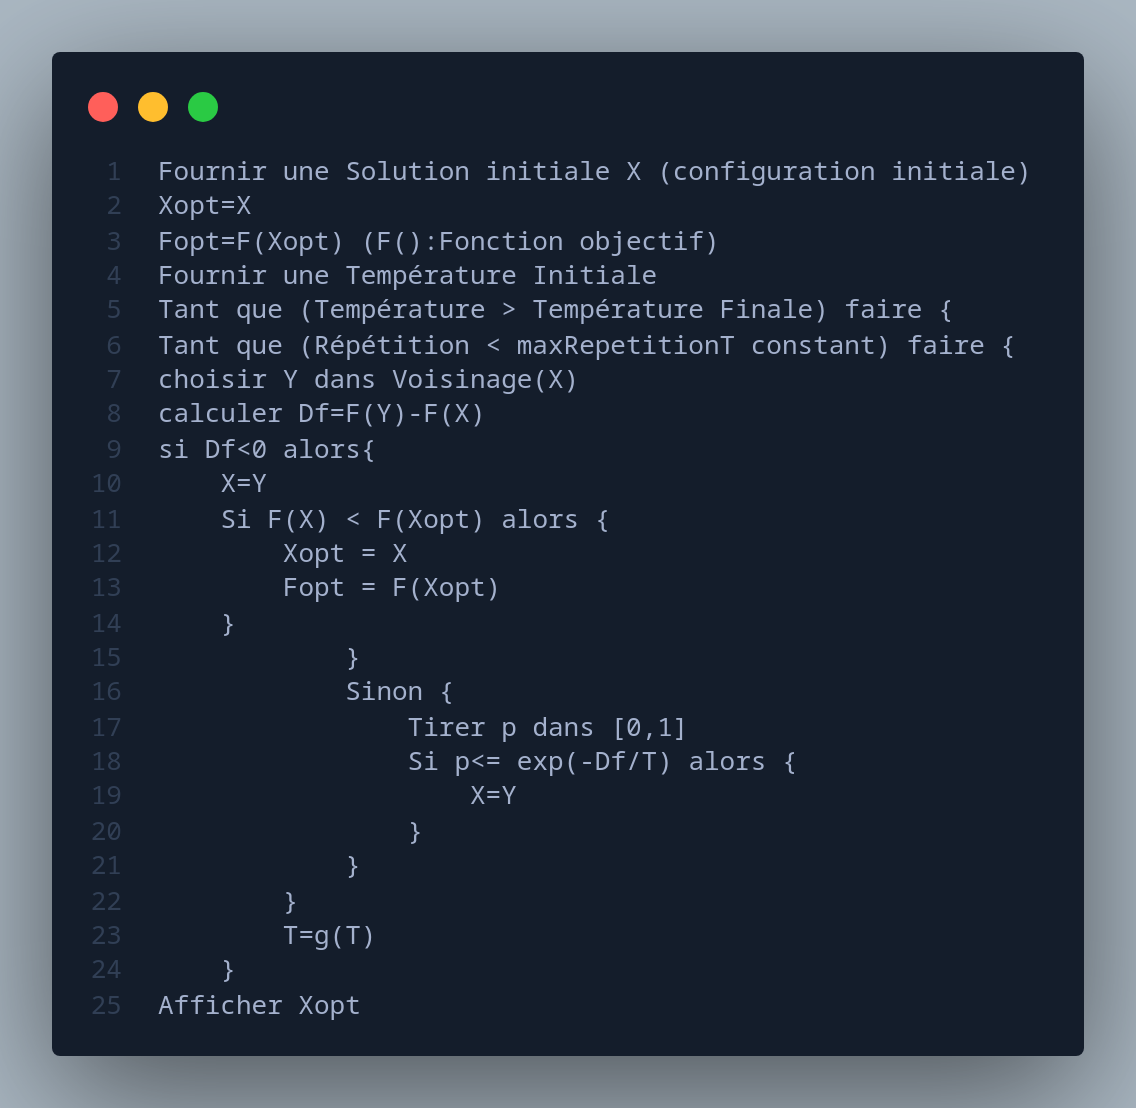 1 Fournir une Solution initiale X (configuration initiale)
2 Xopt=X
3 Fopt=F(Xopt) (F():Fonction objectif)
4 Fournir une Température Initiale
5 Tant que (Température > Température Finale) faire {
6 Tant que (Répétition < maxRepetitionT constant) faire {
7 choisir Y dans Voisinage(X)
8 calculer Df=F(Y)-F(X)
9 si Df<0 alors{
10     X=Y
11     Si F(X) < F(Xopt) alors {
12         Xopt = X
13         Fopt = F(Xopt)
14     }
15             }
16             Sinon {
17                 Tirer p dans [0,1]
18                 Si p<= exp(-Df/T) alors {
19                     X=Y
20                 }
21             }
22         }
23         T=g(T)
24     }
25 Afficher Xopt